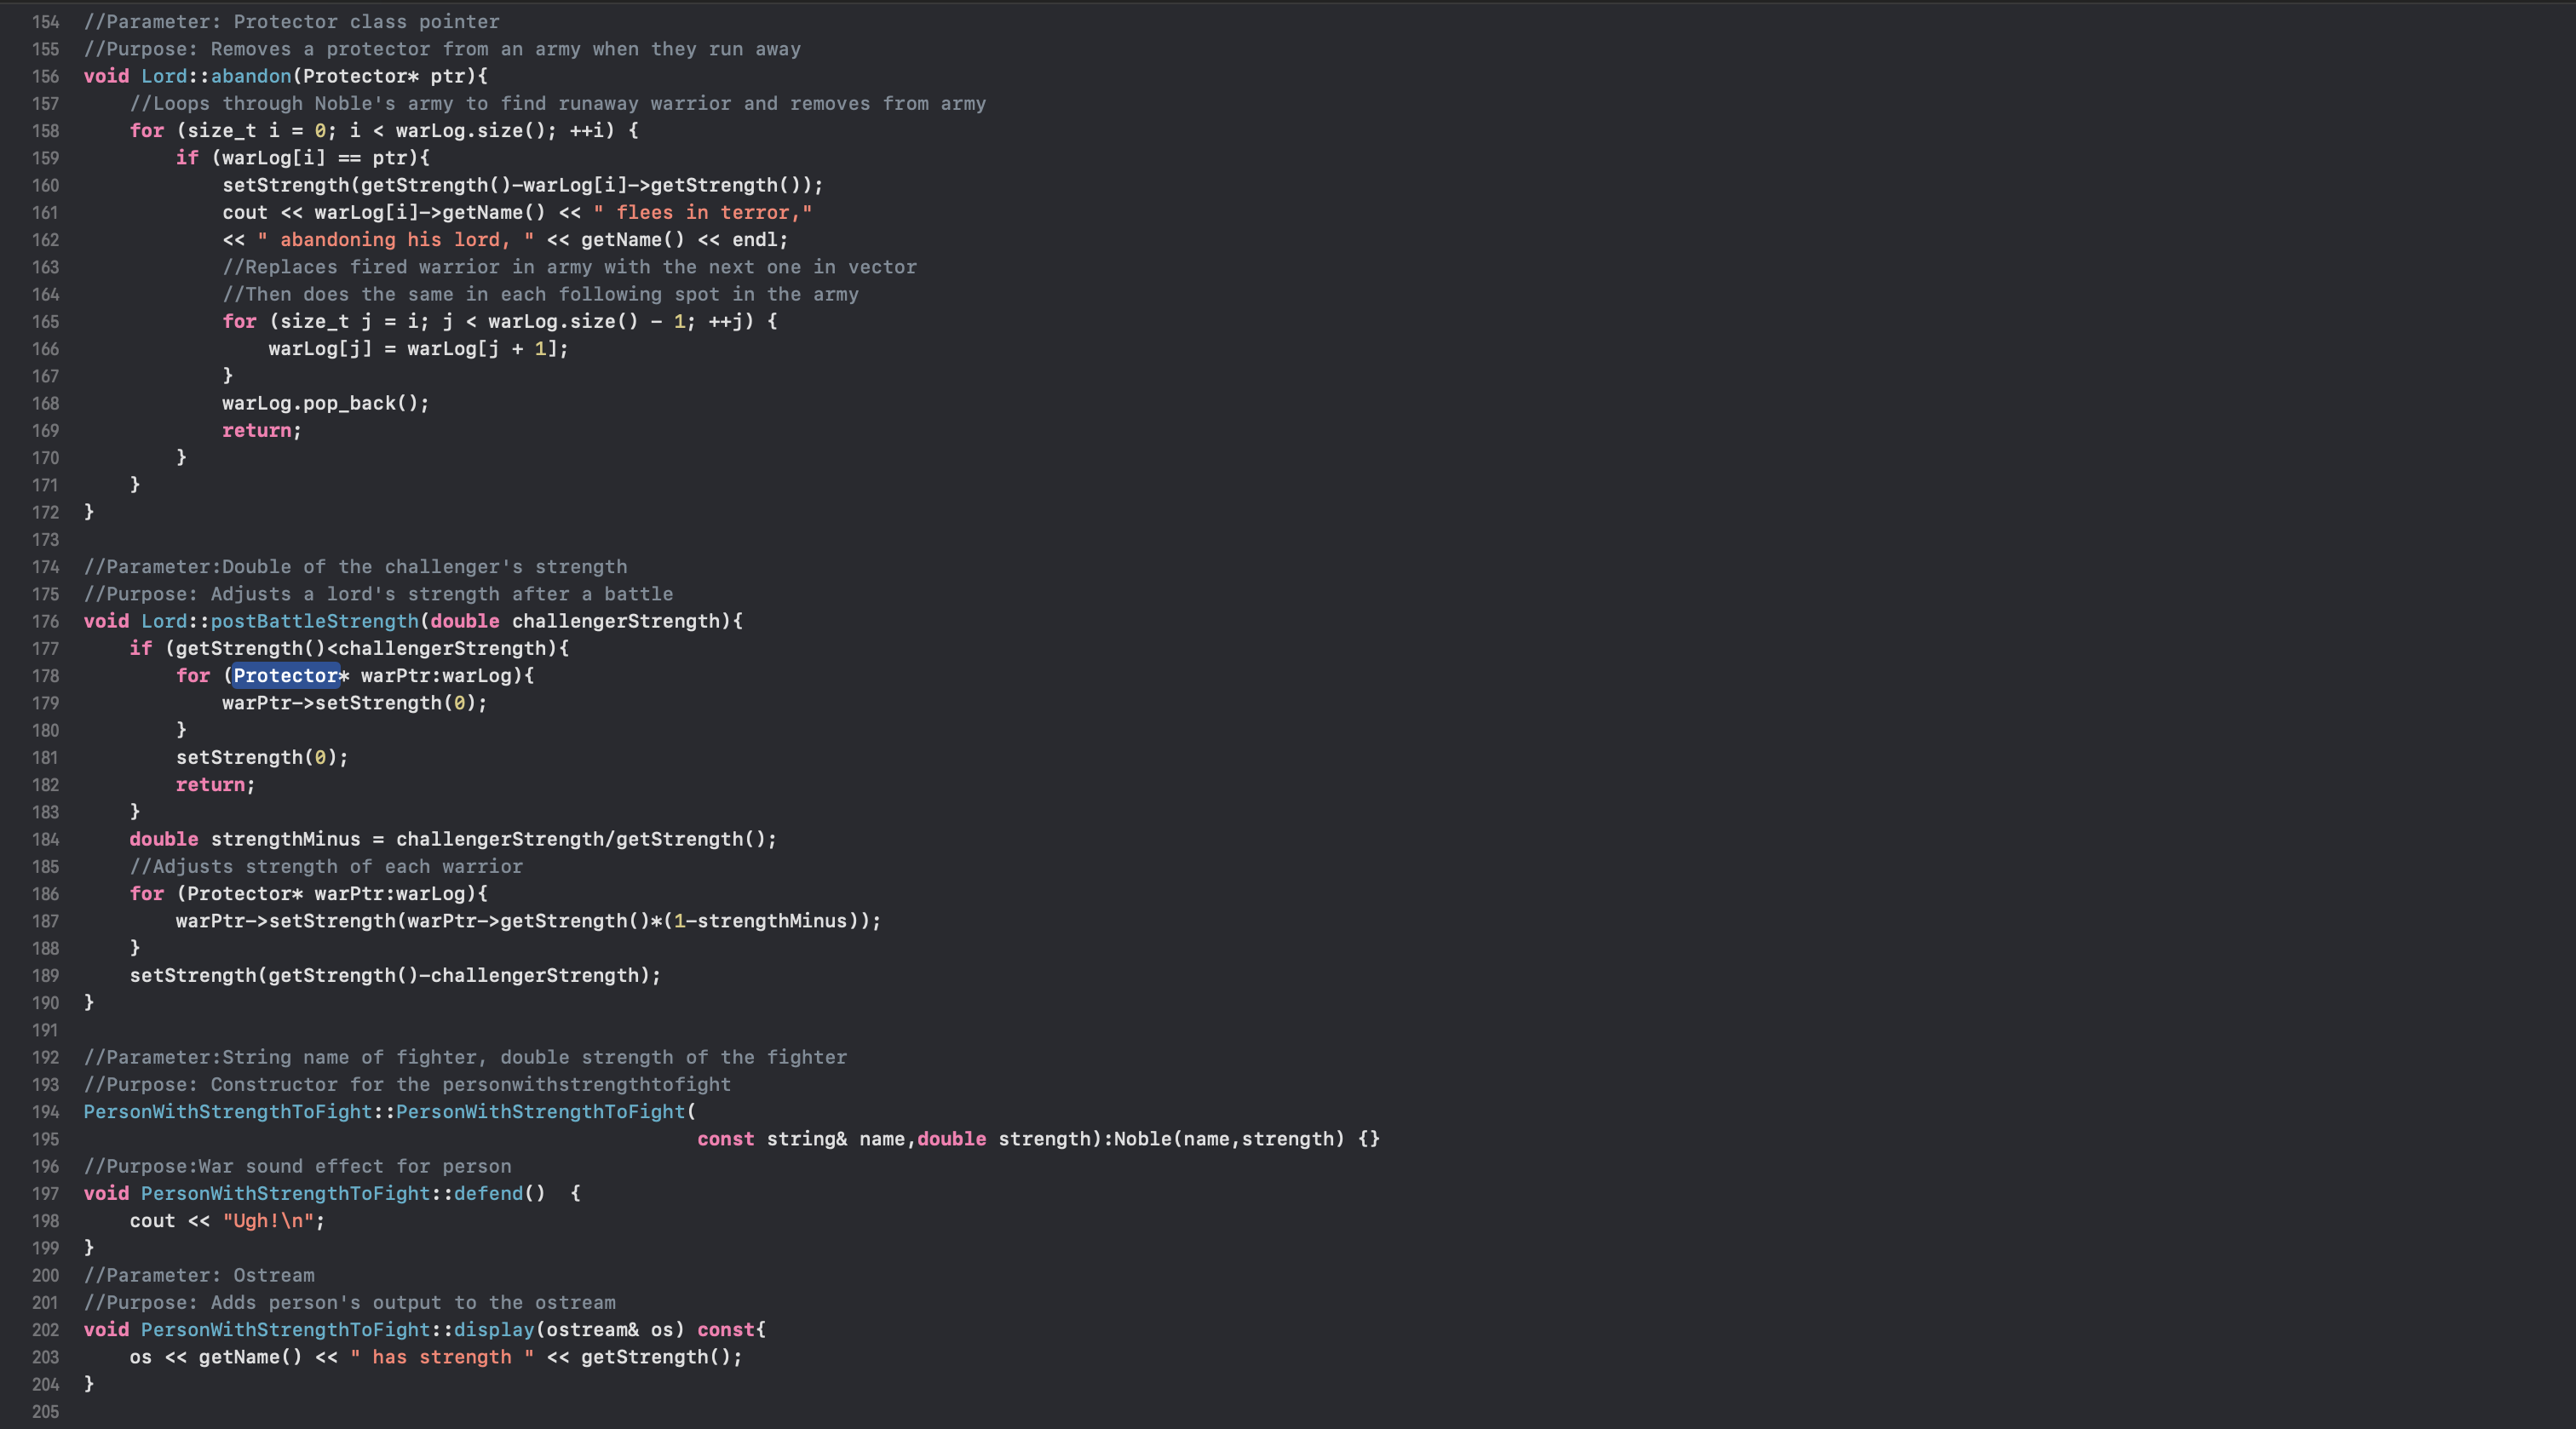 154 //Parameter: Protector class pointer
155 //Purpose: Removes a protector from an army when they run away
156 void Lord::abandon(Protector* ptr){
157     //Loops through Noble's army to find runaway warrior and removes from army
158     for (size_t i = 0; i < warLog.size(); ++i) {
159         if (warLog[i] == ptr){
160             setStrength(getStrength()-warLog[i]->getStrength());
161             cout << warLog[i]->getName() << " flees in terror,"
162             << " abandoning his lord, " << getName() << endl;
163             //Replaces fired warrior in army with the next one in vector
164             //Then does the same in each following spot in the army
165             for (size_t j = i; j < warLog.size() - 1; ++j) {
166                 warLog[j] = warLog[j + 1];
167             }
168             warLog.pop_back();
169             return;
170         }
171     }
172 }
173
174 //Parameter:Double of the challenger's strength
175 //Purpose: Adjusts a lord's strength after a battle
176 void Lord::postBattleStrength(double challengerStrength){
177     if (getStrength()<challengerStrength){
178         for (Protector* warPtr:warLog){
179             warPtr->setStrength(0);
180         }
181         setStrength(0);
182         return;
183     }
184     double strengthMinus = challengerStrength/getStrength();
185     //Adjusts strength of each warrior
186     for (Protector* warPtr:warLog){
187         warPtr->setStrength(warPtr->getStrength()*(1-strengthMinus));
188     }
189     setStrength(getStrength()-challengerStrength);
190 }
191
192 //Parameter:String name of fighter, double strength of the fighter
193 //Purpose: Constructor for the personwithstrengthtofight
194 PersonWithStrengthToFight::PersonWithStrengthToFight(
195                                                      const string& name,double strength):Noble(name,strength) {}
196 //Purpose:War sound effect for person
197 void PersonWithStrengthToFight::defend()  {
198     cout << "Ugh!\n";
199 }
200 //Parameter: Ostream
201 //Purpose: Adds person's output to the ostream
202 void PersonWithStrengthToFight::display(ostream& os) const{
203     os << getName() << " has strength " << getStrength();
204 }
205